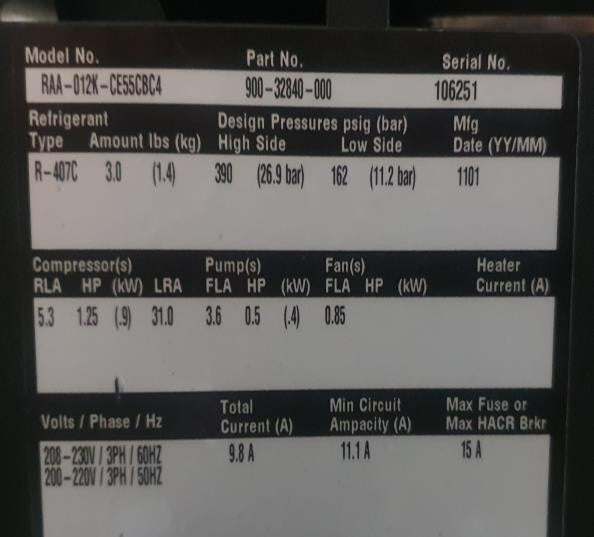 Model No. Part No. Serial No.
RAA-012K-CE55CBC4 900-32840-000 106251
Refrigerant Design Pressures psig (bar) Mfg
Type Amount lbs (kg) High Side Low Side Date (YY/MM)
R-407C 3.0 (1.4) 390 (26.9 bar) 162 (11.2 bar) 1101
Compressor(s) Pump(s) Fan(s) Heater
RLA HP (kW) LRA FLA HP (kW) FLA HP (kW) Current (A)
5.3 1.25 (.9) 31.0 3.6 0.5 (.4) 0.85
Total Min Circuit Max Fuse or
Volts / Phase / Hz Current (A) Ampacity (A) Max HACR Brkr
208-230V / 3PH / 60HZ 9.8 A 11.1 A 15 A
200-220V / 3PH / 50HZ